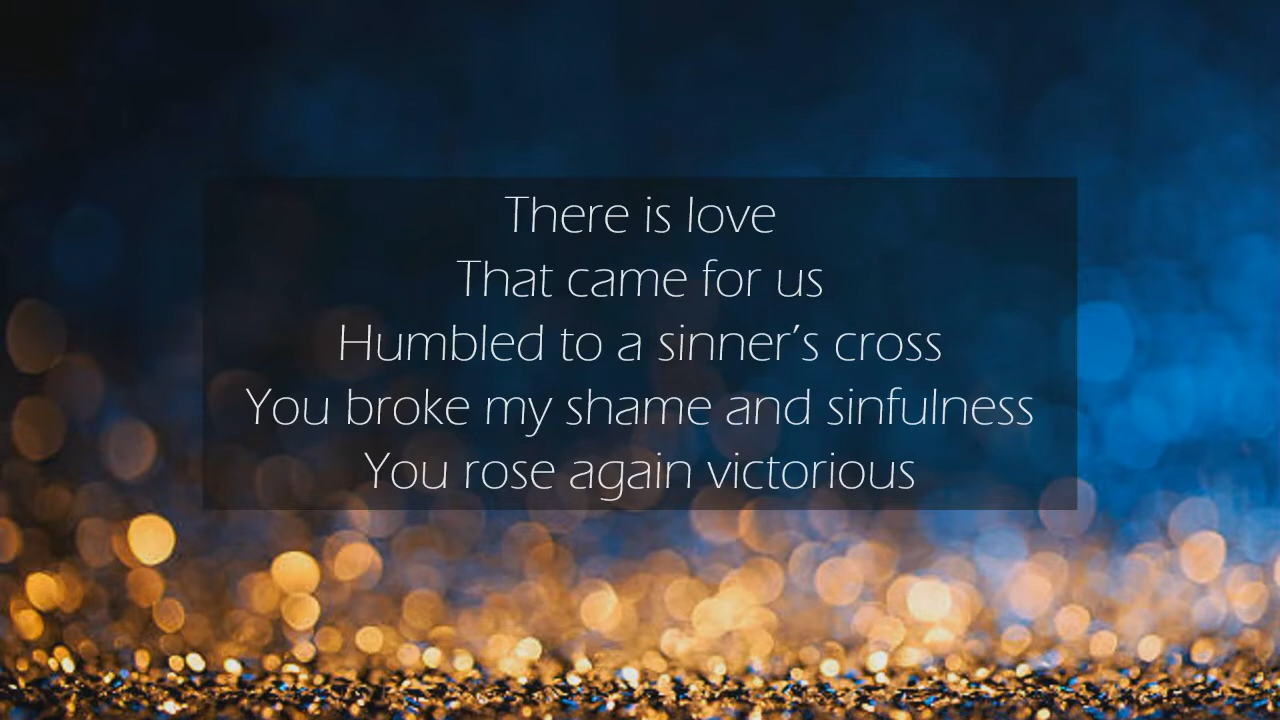 There is love
That came for us
Humbled to a sinner’s cross
You broke my shame and sinfulness
You rose again victorious